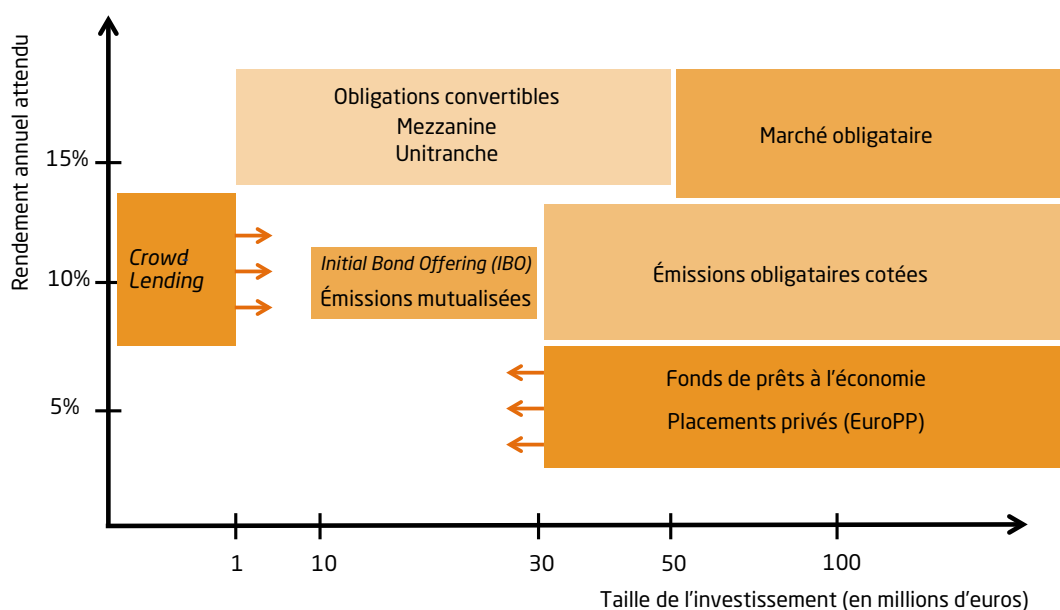 Rendement annuel attendu
15%
10%
5%
Obligations convertibles
Mezzanine
Unitranche
Marché obligataire
Crowd
Lending
Initial Bond Offering (IBO)
Émissions mutualisées
Émissions obligataires cotées
Fonds de prêts à l'économie
Placements privés (EuroPP)
1 10 30 50 100
Taille de l'investissement (en millions d'euros)